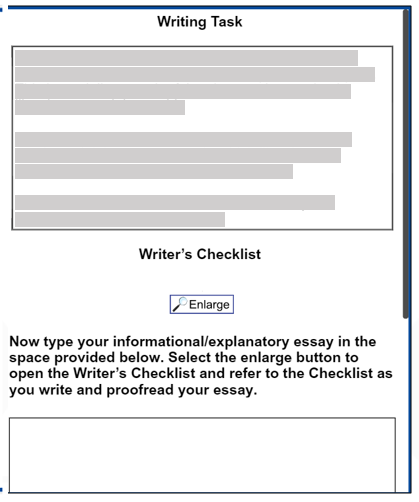 Writing Task
Writer's Checklist
Enlarge
Now type your informational/explanatory essay in the
space provided below. Select the enlarge button to
open the Writer's Checklist and refer to the Checklist as
you write and proofread your essay.